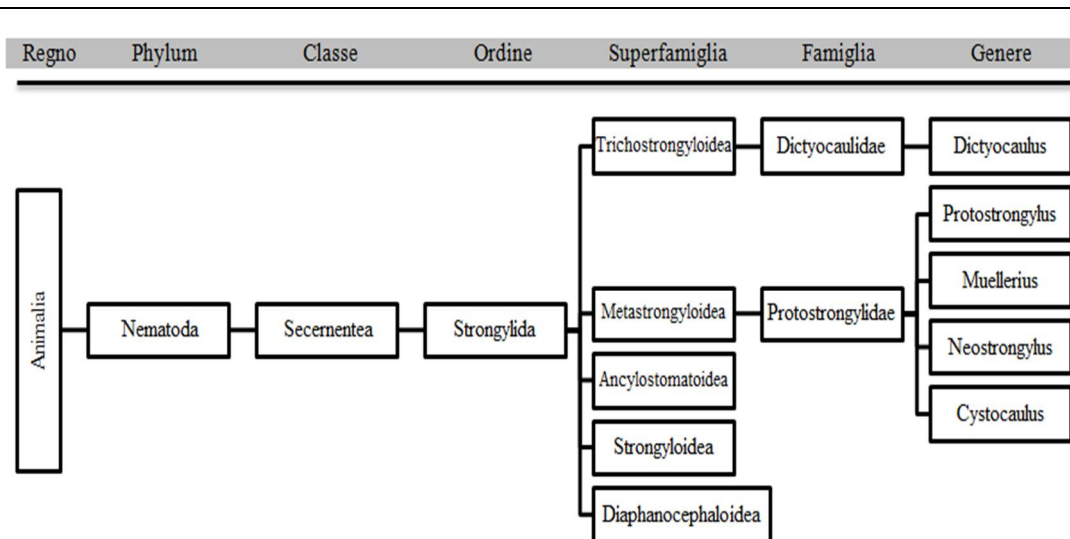 Regno Phylum Classe Ordine Superfamiglia Famiglia Genere
Trichostrongyloidea Dictyocaulidae Dictyocaulus
Protostrongylus
Muellerius
Animalia Nematoda Secernentea Strongylida Metastrongyloidea Protostrongylidae
Neostrongylus
Ancylostomatoidea
Cystocaulus
Strongyloidea
Diaphanocephaloidea